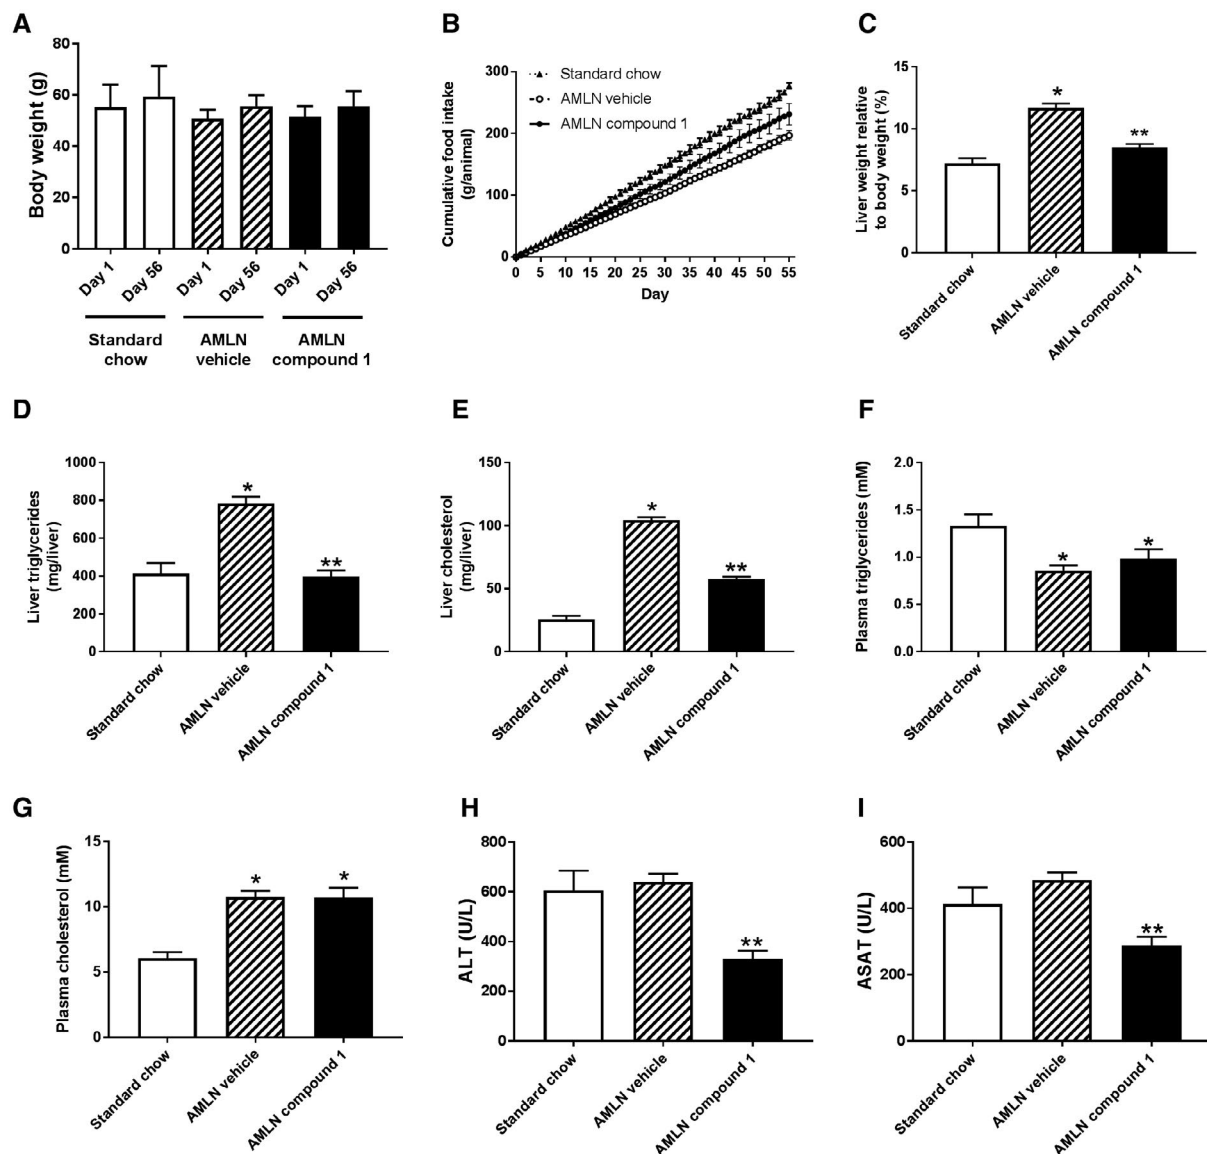 A
Body weight (g)
80
60
40
20
0
Day 1
Day 56
Day 1
Day 56
Day 1
Day 56
Standard
chow
AMLN
vehicle
AMLN
compound 1
B
Standard chow
AMLN vehicle
AMLN compound 1
Cumulative food intake
(g/animal)
300
200
100
0
0 5 10 15 20 25 30 35 40 45 50 55
Day
C
Liver weight relative
to body weight (%)
15
10
5
0
*
**
Standard chow
AMLN vehicle
AMLN compound 1
D
Liver triglycerides
(mg/liver)
1000
800
600
400
200
0
*
**
Standard chow
AMLN vehicle
AMLN compound 1
E
Liver cholesterol
(mg/liver)
150
100
50
0
*
**
Standard chow
AMLN vehicle
AMLN compound 1
F
Plasma triglycerides (mM)
2.0
1.5
1.0
0.5
0.0
*
*
Standard chow
AMLN vehicle
AMLN compound 1
G
Plasma cholesterol (mM)
15
10
5
0
*
*
Standard chow
AMLN vehicle
AMLN compound 1
H
ALT (U/L)
800
600
400
200
0
**
Standard chow
AMLN vehicle
AMLN compound 1
I
ASAT (U/L)
600
400
200
0
**
Standard chow
AMLN vehicle
AMLN compound 1